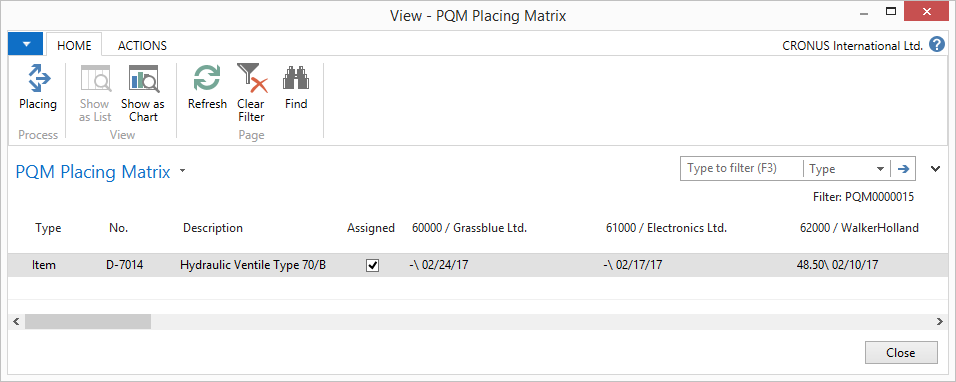 View - PQM Placing Matrix
HOME ACTIONS CRONUS International Ltd. ?
Placing Show as List Show as Chart Refresh Clear Filter Find
Process View Page
PQM Placing Matrix Type to filter (F3) Type
Filter: PQM0000015
Type No. Description Assigned 60000 / Grassblue Ltd. 61000 / Electronics Ltd. 62000 / WalkerHolland
Item D-7014 Hydraulic Ventile Type 70/B -\ 02/24/17 -\ 02/17/17 48.50\ 02/10/17
Close